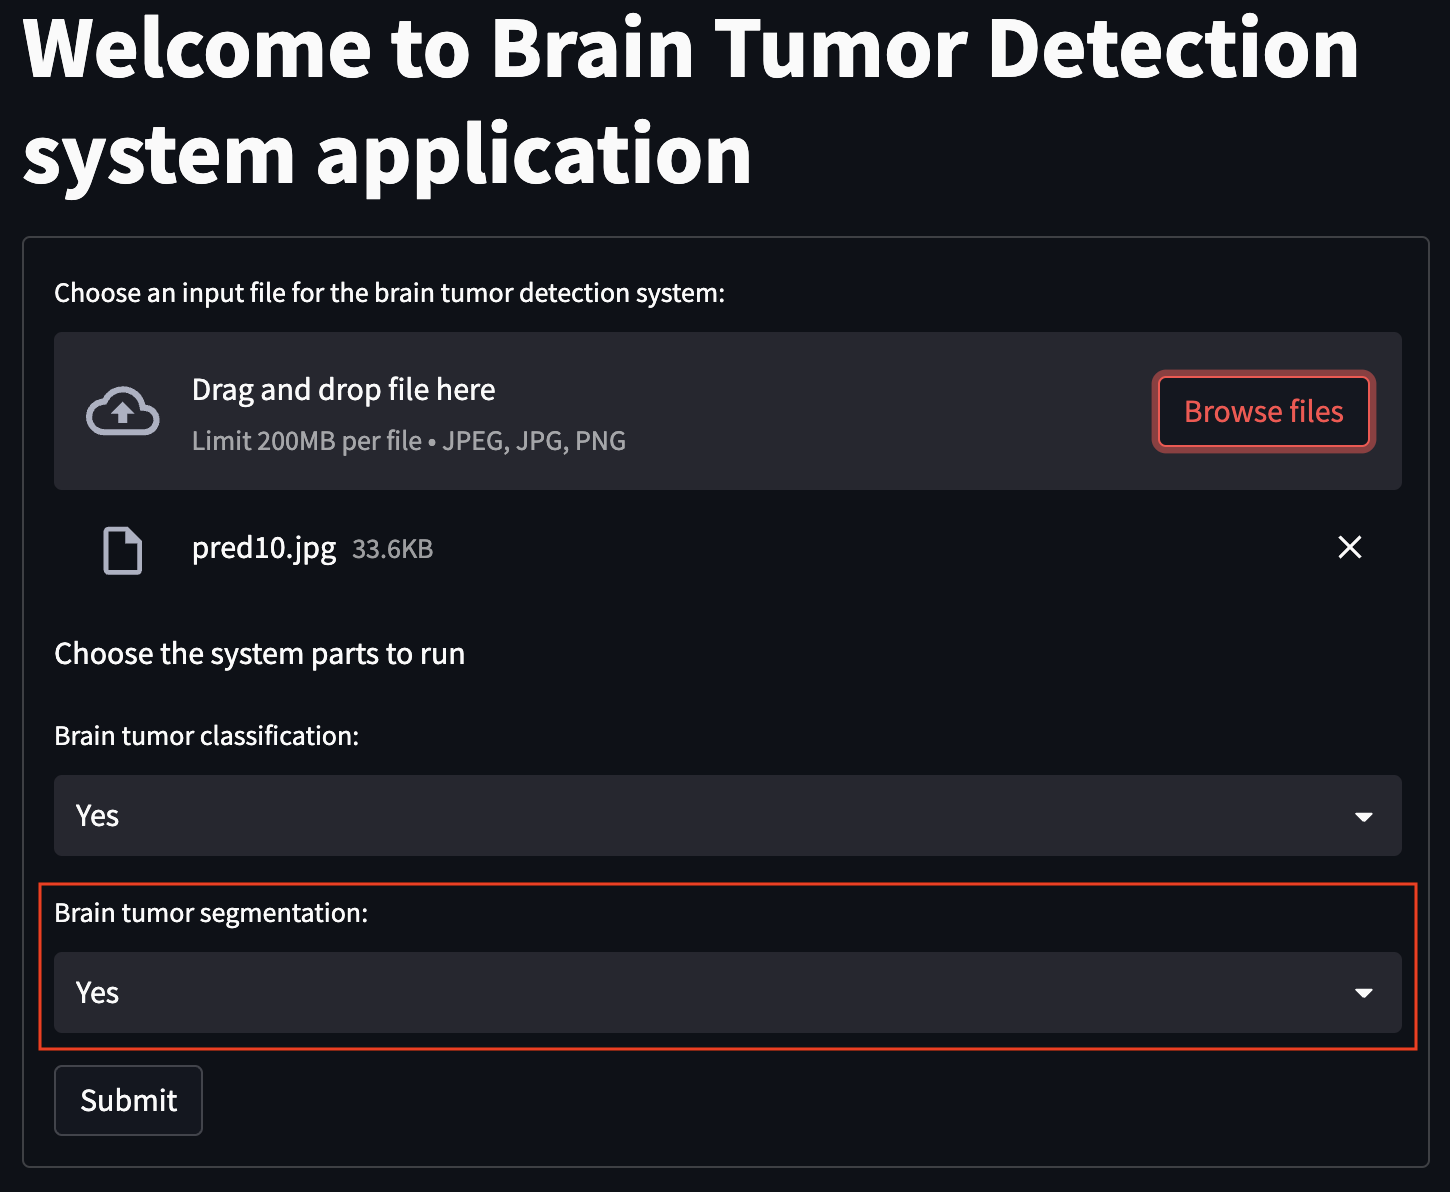 Welcome to Brain Tumor Detection
system application
Choose an input file for the brain tumor detection system:
Drag and drop file here
Limit 200MB per file • JPEG, JPG, PNG
Browse files
pred10.jpg 33.6KB
Choose the system parts to run
Brain tumor classification:
Yes
Brain tumor segmentation:
Yes
Submit